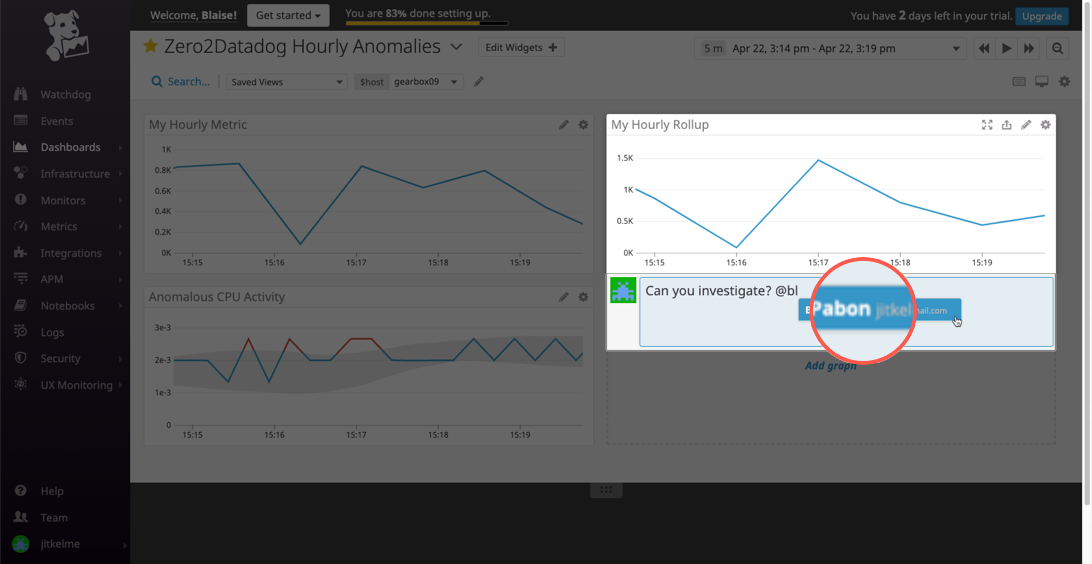 Welcome, Blaise!
Get started
You are 83% done setting up.
You have 2 days left in your trial.
Upgrade
Zero2Datadog Hourly Anomalies
Edit Widgets +
5 m
Apr 22, 3:14 pm - Apr 22, 3:19 pm
Search...
Saved Views
$host
gearbox09
Watchdog
Events
Dashboards
Infrastructure
Monitors
Metrics
Integrations
APM
Notebooks
Logs
Security
UX Monitoring
Help
Team
jitkelme
My Hourly Metric
1K
0.8K
0.6K
0.4K
0.2K
0K
15:15
15:16
15:17
15:18
15:19
My Hourly Rollup
1.5K
1K
0.5K
0K
15:15
15:16
15:17
15:18
15:19
Can you investigate? @bl
Pabon jitkel
ail.com
Anomalous CPU Activity
3e-3
2e-3
1e-3
0
15:15
15:16
15:17
15:18
15:19
Add graph